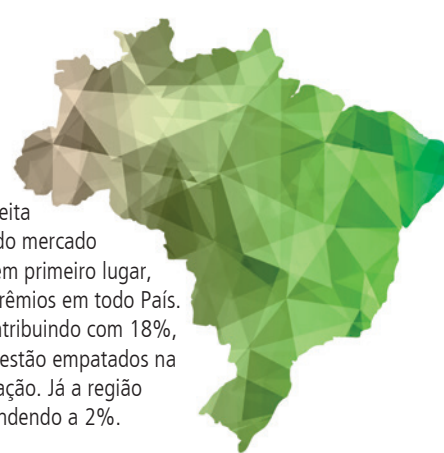 eita
do mercado
em primeiro lugar,
rêmios em todo País.
ntribuindo com 18%,
estão empatados na
ação. Já a região
ndendo a 2%.